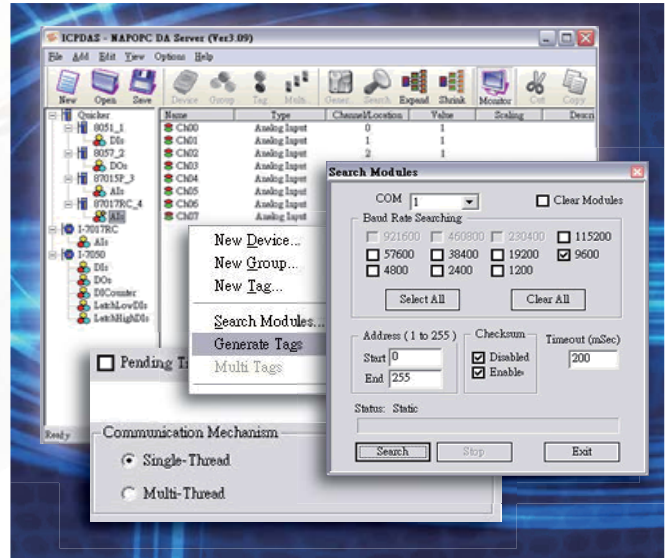 ICPDAS - NAPOPC DA Server (Ver3.09)
File Add Edit View Options Help
New Open Save Device Group Tag Multi... Gener... Search Expand Shrink Monitor Cut Copy
Name Type Channel/Location Value Scaling Descri
Quicker
8051_1
DIs
8057_2
DOs
87015P_3
AIs
87017RC_4
AIs
I-7017RC
AIs
I-7050
DIs
DOs
DICounter
LatchLowDIs
LatchHighDIs
Ch00 Analog Input 0 1
Ch01 Analog Input 1 1
Ch02 Analog Input 2 1
Ch03 Analog Input
Ch04 Analog Input
Ch05 Analog Input
Ch06 Analog Input
Ch07 Analog Input
Ready
New Device...
New Group...
New Tag...
Search Modules...
Generate Tags
Multi Tags
Pending
Communication Mechanism
Single-Thread
Multi-Thread
Search Modules
COM 1 Clear Modules
Baud Rate Searching
921600 460800 230400 115200
57600 38400 19200 9600
4800 2400 1200
Select All Clear All
Address ( 1 to 255 )
Start 0
End 255
Checksum
Disabled
Enable
Timeout (mSec)
200
Status: Static
Search Stop Exit